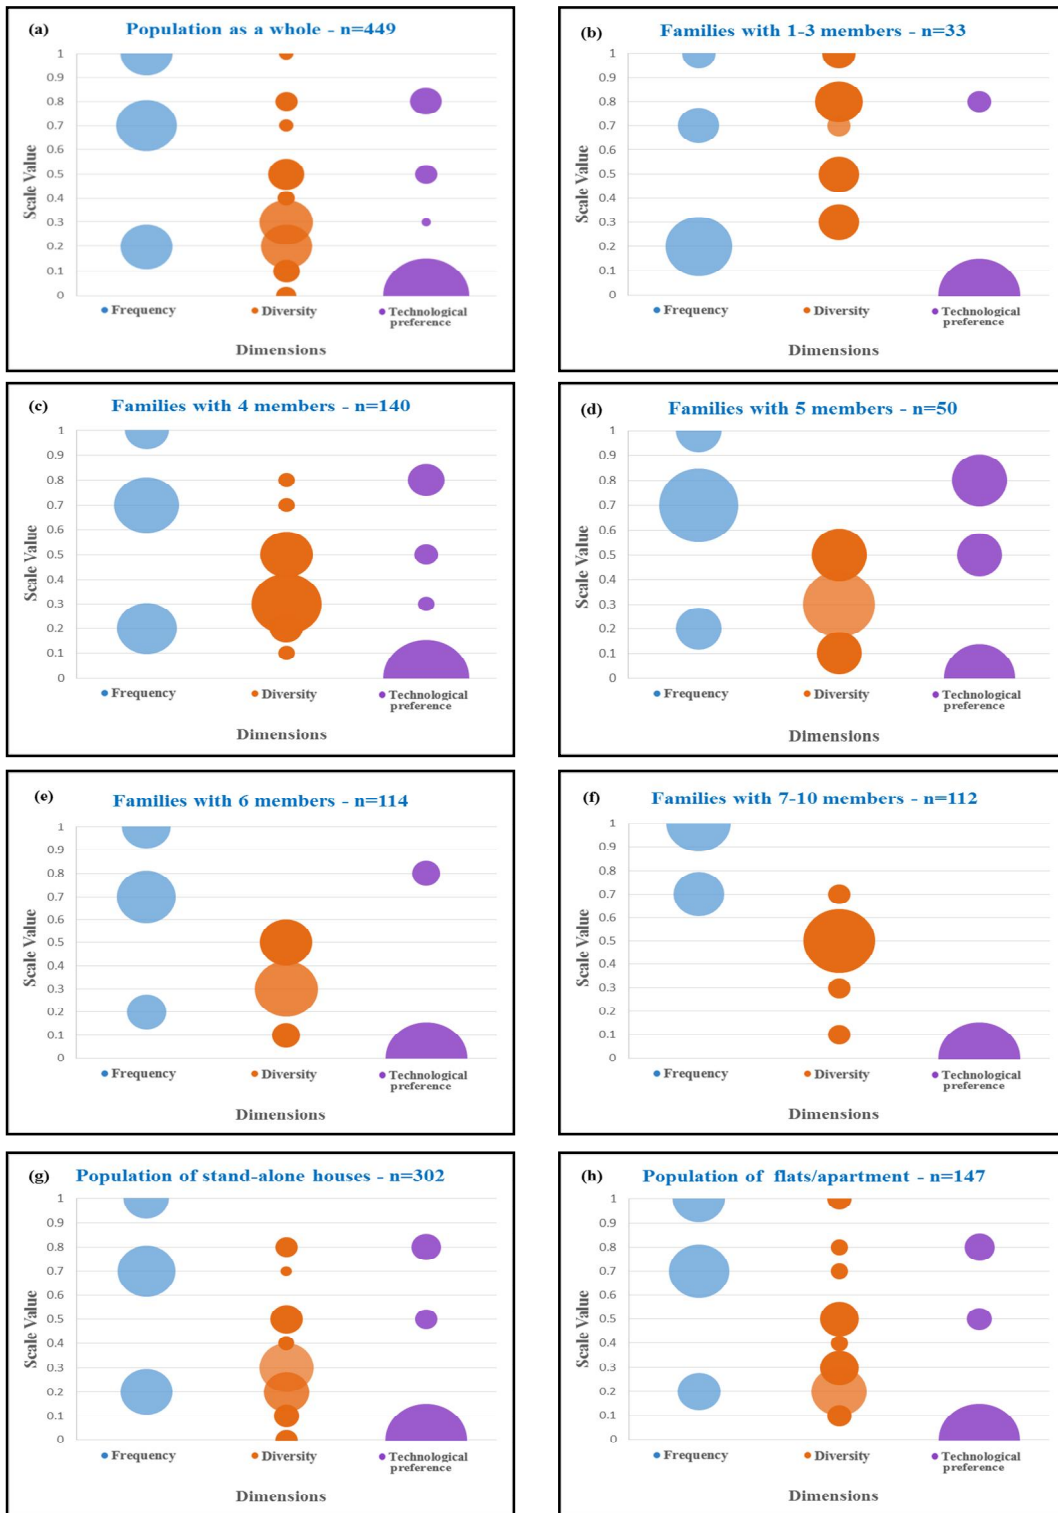 (a) Population as a whole - n=449
1
0.9
0.8
0.7
0.6
0.5
0.4
0.3
0.2
0.1
0
Scale Value
Frequency
Diversity
Technological
preference
Dimensions
(b) Families with 1-3 members - n=33
1
0.9
0.8
0.7
0.6
0.5
0.4
0.3
0.2
0.1
0
Scale Value
Frequency
Diversity
Technological
preference
Dimensions
(c) Families with 4 members - n=140
1
0.9
0.8
0.7
0.6
0.5
0.4
0.3
0.2
0.1
0
Scale Value
Frequency
Diversity
Technological
preference
Dimensions
(d) Families with 5 members - n=50
1
0.9
0.8
0.7
0.6
0.5
0.4
0.3
0.2
0.1
0
Scale Value
Frequency
Diversity
Technological
preference
Dimensions
(e) Families with 6 members - n=114
1
0.9
0.8
0.7
0.6
0.5
0.4
0.3
0.2
0.1
0
Scale Value
Frequency
Diversity
Technological
preference
Dimensions
(f) Families with 7-10 members - n=112
1
0.9
0.8
0.7
0.6
0.5
0.4
0.3
0.2
0.1
0
Scale Value
Frequency
Diversity
Technological
preference
Dimensions
(g) Population of stand-alone houses - n=302
1
0.9
0.8
0.7
0.6
0.5
0.4
0.3
0.2
0.1
0
Scale Value
Frequency
Diversity
Technological
preference
Dimensions
(h) Population of flats/apartment - n=147
1
0.9
0.8
0.7
0.6
0.5
0.4
0.3
0.2
0.1
0
Scale Value
Frequency
Diversity
Technological
preference
Dimensions